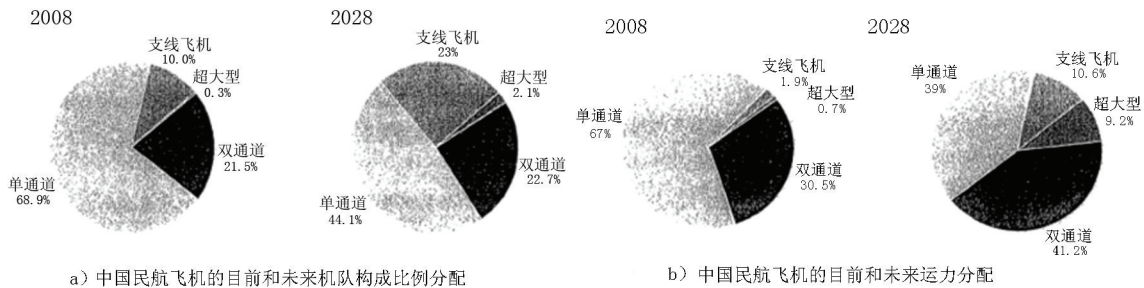 2008
支线飞机
10.0%
超大型
0.3%
双通道
21.5%
单通道
68.9%
2028
支线飞机
23%
超大型
2.1%
双通道
22.7%
单通道
44.1%
a）中国民航飞机的目前和未来机队构成比例分配
2008
支线飞机
1.9%
超大型
0.7%
单通道
67%
双通道
30.5%
2028
单通道
39%
支线飞机
10.6%
超大型
9.2%
双通道
41.2%
b）中国民航飞机的目前和未来运力分配